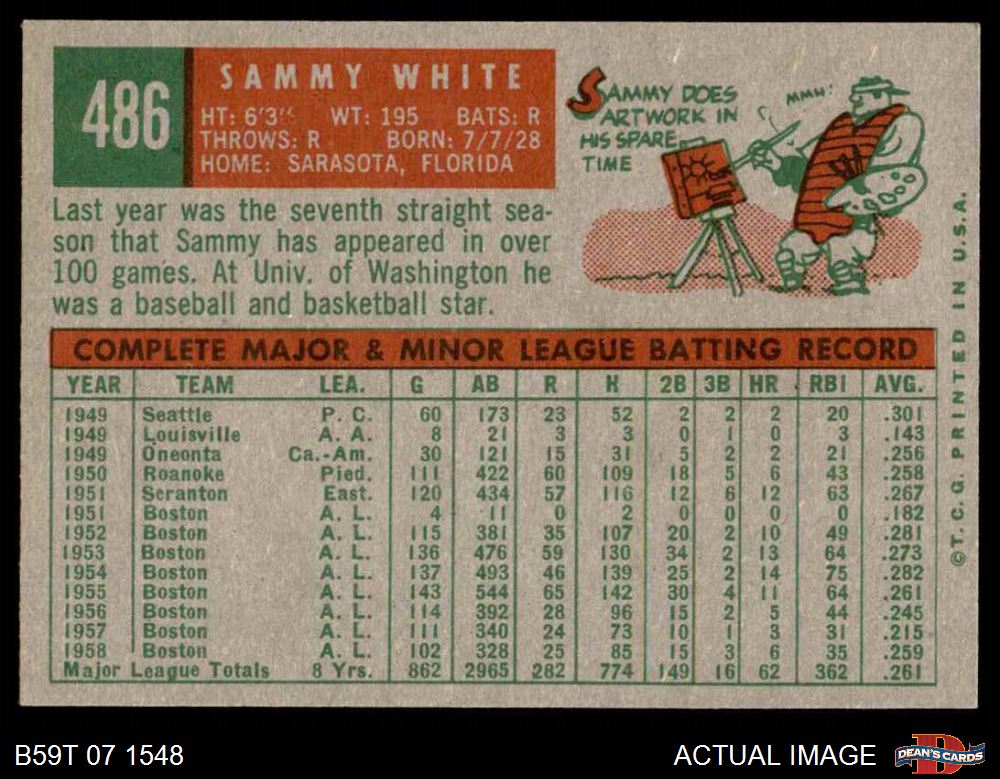 486
SAMMY WHITE
HT: 6'3" WT: 195 BATS: R
THROWS: R BORN: 7/7/28
HOME: SARASOTA, FLORIDA
SAMMY DOES
ARTWORK IN
HIS SPARE
TIME
MMM!
Last year was the seventh straight sea-
son that Sammy has appeared in over
100 games. At Univ. of Washington he
was a baseball and basketball star.
COMPLETE MAJOR & MINOR LEAGUE BATTING RECORD
YEAR TEAM LEA. G AB R H 2B 3B HR RBI AVG.
1949 Seattle P. C. 60 173 23 52 2 2 2 20 .301
1949 Louisville A. A. 8 21 3 3 0 1 0 3 .143
1949 Oneonta Ca.-Am. 30 121 15 31 5 2 2 21 .256
1950 Roanoke Pied. 111 422 60 109 18 5 6 43 .258
1951 Scranton East. 120 434 57 116 12 6 12 63 .267
1951 Boston A. L. 4 11 0 2 0 0 0 0 .182
1952 Boston A. L. 115 381 35 107 20 2 10 49 .281
1953 Boston A. L. 136 476 59 130 34 2 13 64 .273
1954 Boston A. L. 137 493 46 139 25 2 14 75 .282
1955 Boston A. L. 143 544 65 142 30 4 11 64 .261
1956 Boston A. L. 114 392 28 96 15 2 5 44 .245
1957 Boston A. L. 111 340 24 73 10 1 3 31 .215
1958 Boston A. L. 102 328 25 85 15 3 6 35 .259
Major League Totals 8 Yrs. 862 2965 282 774 149 16 62 362 .261
©T. C. G. PRINTED IN U. S. A.
B59T 07 1548
ACTUAL IMAGE
D
DEAN'S CARDS